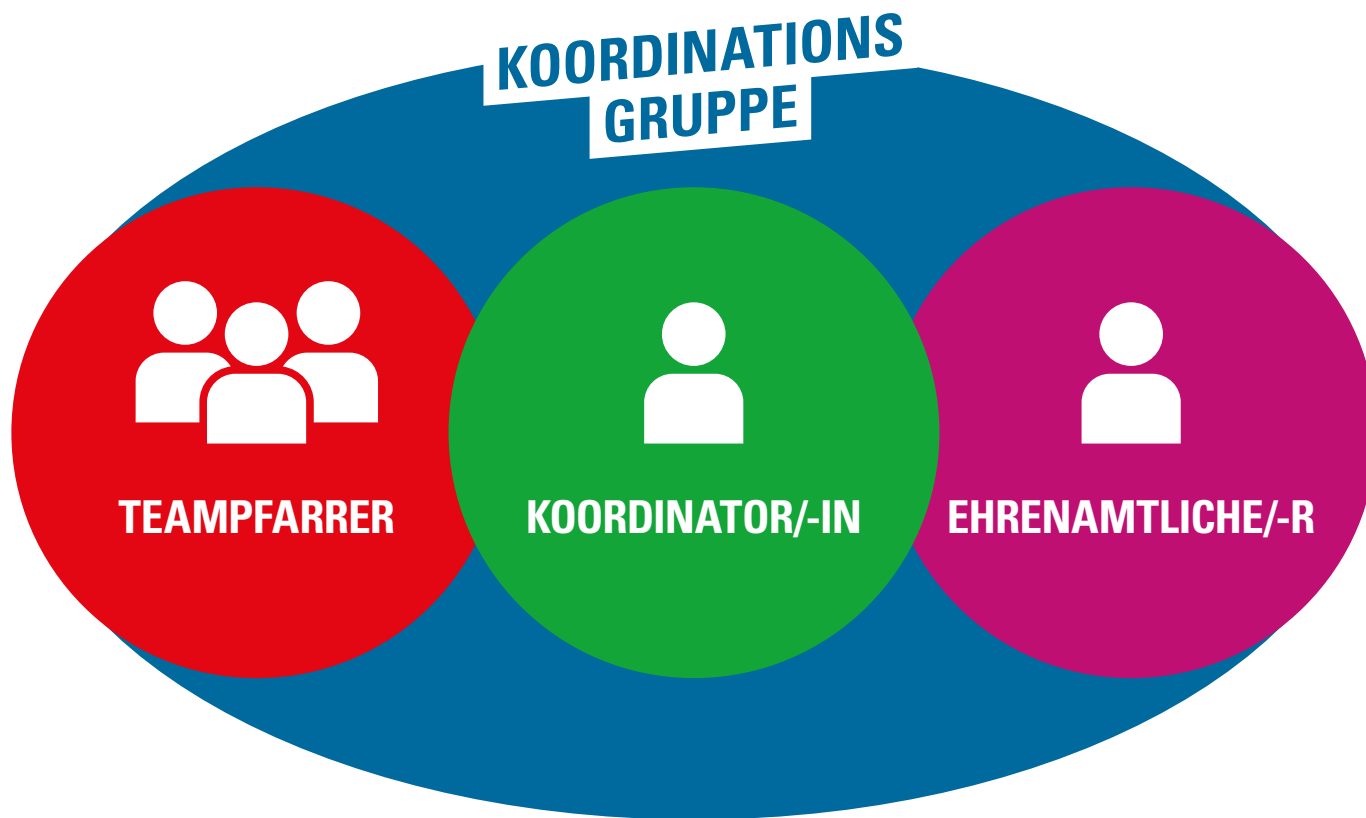 KOORDINATIONS
GRUPPE
TEAMPFARRER
KOORDINATOR/-IN
EHRENAMTLICHE/-R